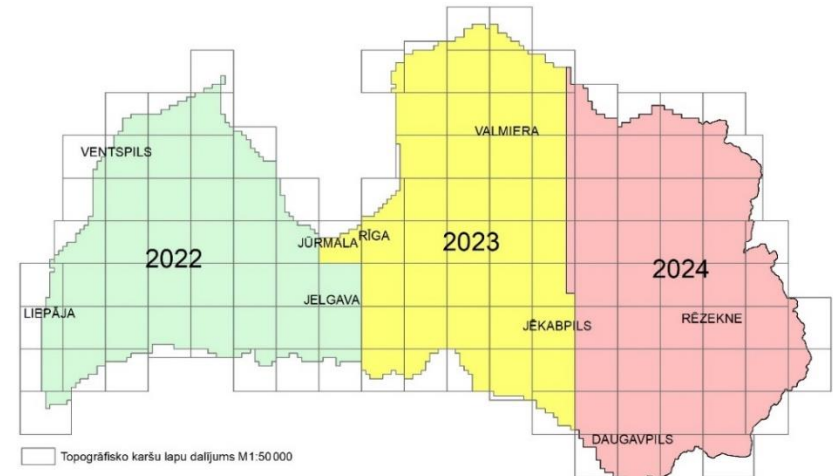 VALMIERA
VENTSPILS
JŪRMALA
RĪGA
2022
2023
2024
JELGAVA
LIEPĀJA
JĒKABPILS
RĒZEKNE
DAUGAVPILS
Topogrāfisko karšu lapu dalījums M1:50 000